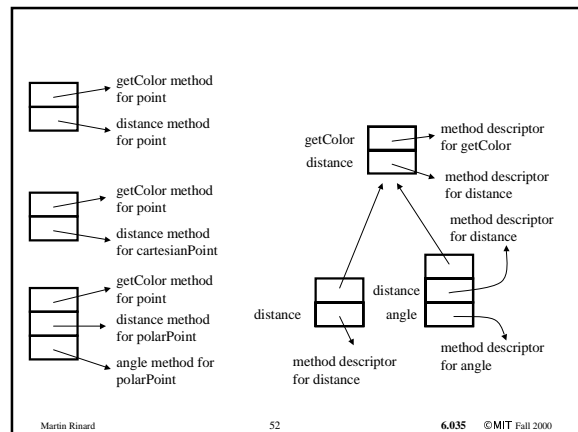 getColor method
for point
distance method
for point
getColor method
for point
distance method
for cartesianPoint
getColor method
for point
distance method
for polarPoint
angle method for
polarPoint
getColor
distance
method descriptor
for getColor
method descriptor
for distance
method descriptor
for distance
distance
distance
angle
method descriptor
for distance
method descriptor
for angle
Martin Rinard 52 6.035 ©MIT Fall 2000